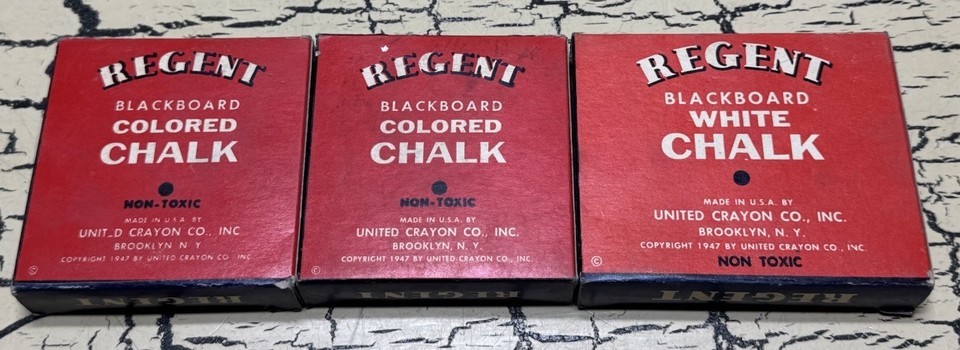 REGENT
BLACKBOARD
COLORED
CHALK
NON-TOXIC
MADE IN U.S.A. BY
UNIT_D CRAYON CO., INC.
BROOKLYN, N. Y.
COPYRIGHT 1947 BY UNITED CRAYON CO., INC.
©
REGENT
REGENT
BLACKBOARD
COLORED
CHALK
NON-TOXIC
MADE IN U.S.A. BY
UNITED CRAYON CO., INC.
BROOKLYN, N. Y.
COPYRIGHT 1947 BY UNITED CRAYON CO., INC.
©
REGENT
REGENT
BLACKBOARD
WHITE
CHALK
MADE IN U.S.A. BY
UNITED CRAYON CO., INC.
BROOKLYN, N. Y.
COPYRIGHT 1947 BY UNITED CRAYON CO., INC.
©
NON TOXIC
REGENT